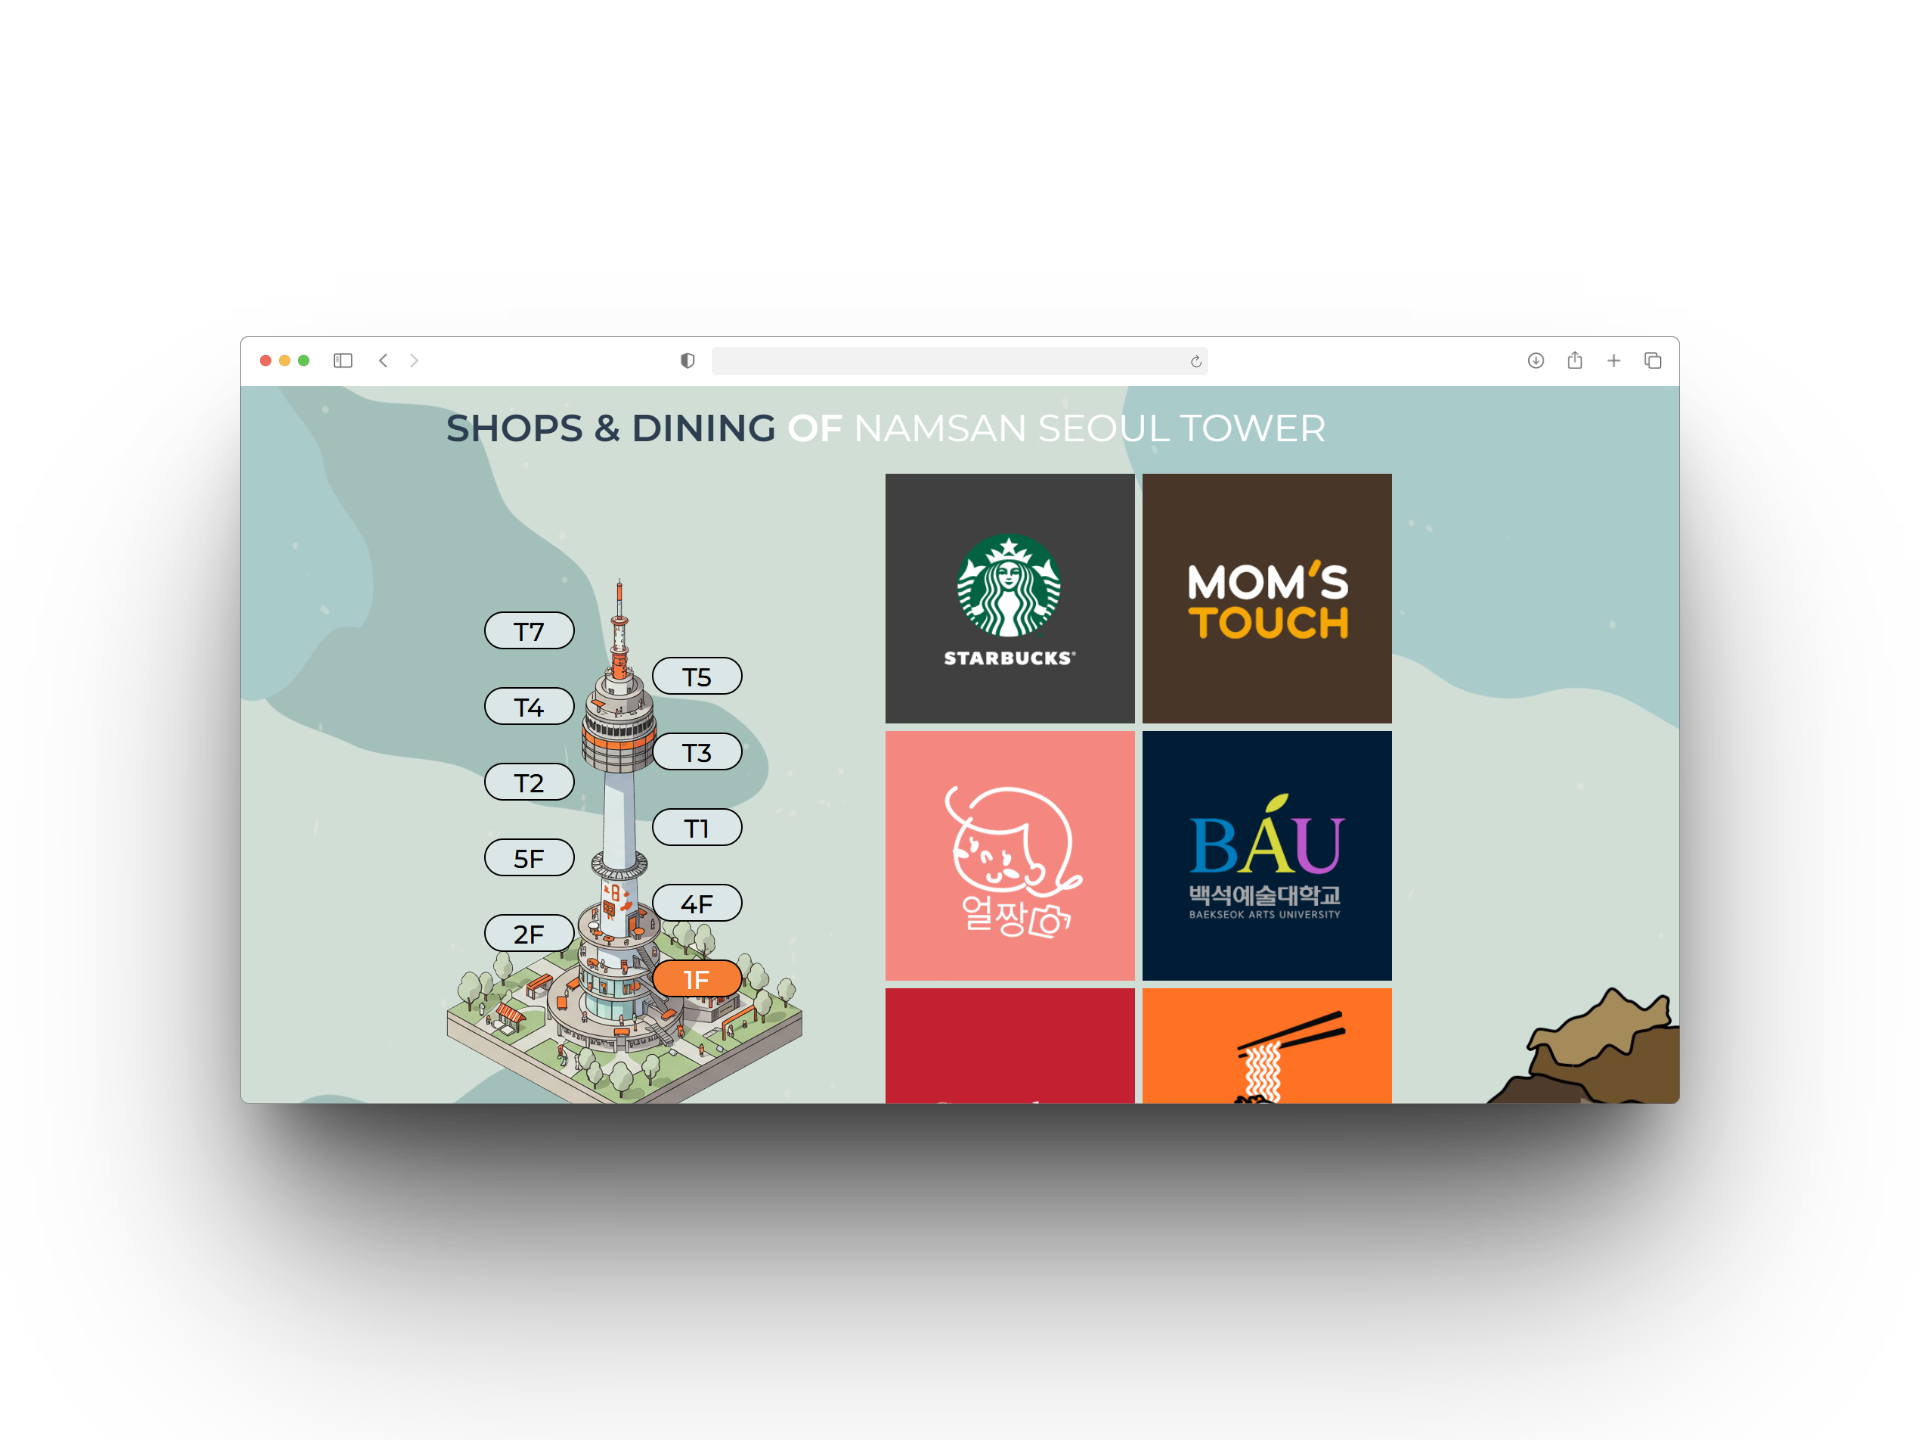 SHOPS & DINING OF NAMSAN SEOUL TOWER
T7
T5
T4
T3
T2
T1
5F
4F
2F
1F
STARBUCKS®
MOM'S
TOUCH
얼짱
BAU
백석예술대학교
BAEKSEOK ARTS UNIVERSITY